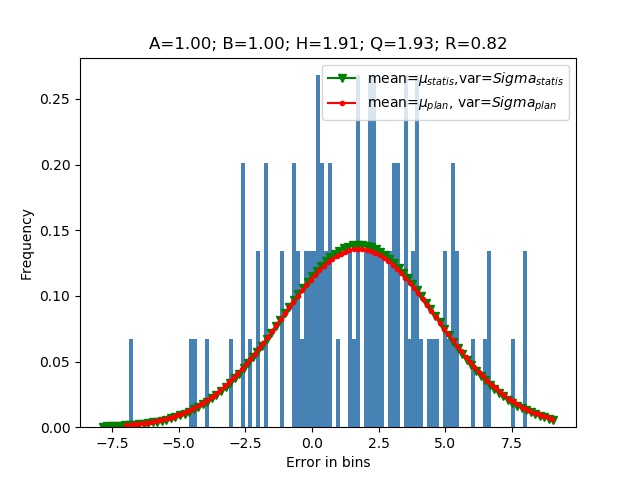 A=1.00; B=1.00; H=1.91; Q=1.93; R=0.82
mean=μstatis,var=Sigmastatis
mean=μplan, var=Sigmaplan
0.25
0.20
0.15
0.10
0.05
0.00
Frequency
−7.5 −5.0 −2.5 0.0 2.5 5.0 7.5
Error in bins